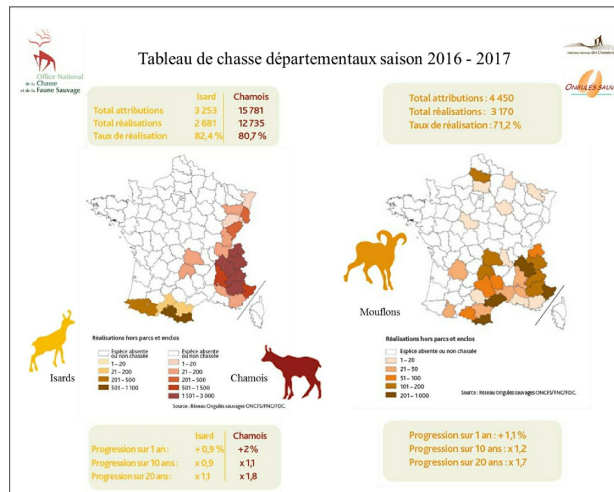 Office National
de la Chasse
et de la Faune Sauvage
Tableau de chasse départementaux saison 2016 - 2017
ONGULÉS SAUV
Isard Chamois
Total attributions 3 253 15 781
Total réalisations 2 681 12 735
Taux de réalisation 82,4 % 80,7 %
Total attributions : 4 450
Total réalisations : 3 170
Taux de réalisation : 71,2 %
Isards
Réalisations hors parcs et enclos
Espèce absente ou non chassée
1 - 20
21 - 200
201 - 500
501 - 1 100
Espèce absente ou non chassée
1 - 20
21 - 200
201 - 500
501 - 1 500
1 501 - 3 000
Chamois
Source : Réseau Ongulés sauvages ONCFS/FNC/FDC.
Mouflons
Réalisations hors parcs et enclos
Espèce absente ou non chassée
1 - 20
21 - 50
51 - 100
101 - 200
201 - 1 000
Source : Réseau Ongulés sauvages ONCFS/FNC/FDC.
Isard Chamois
Progression sur 1 an : + 0,9 % +2 %
Progression sur 10 ans : x 0,9 x 1,1
Progression sur 20 ans : x 1,1 x 1,8
Progression sur 1 an : + 1,1 %
Progression sur 10 ans : x 1,2
Progression sur 20 ans : x 1,7